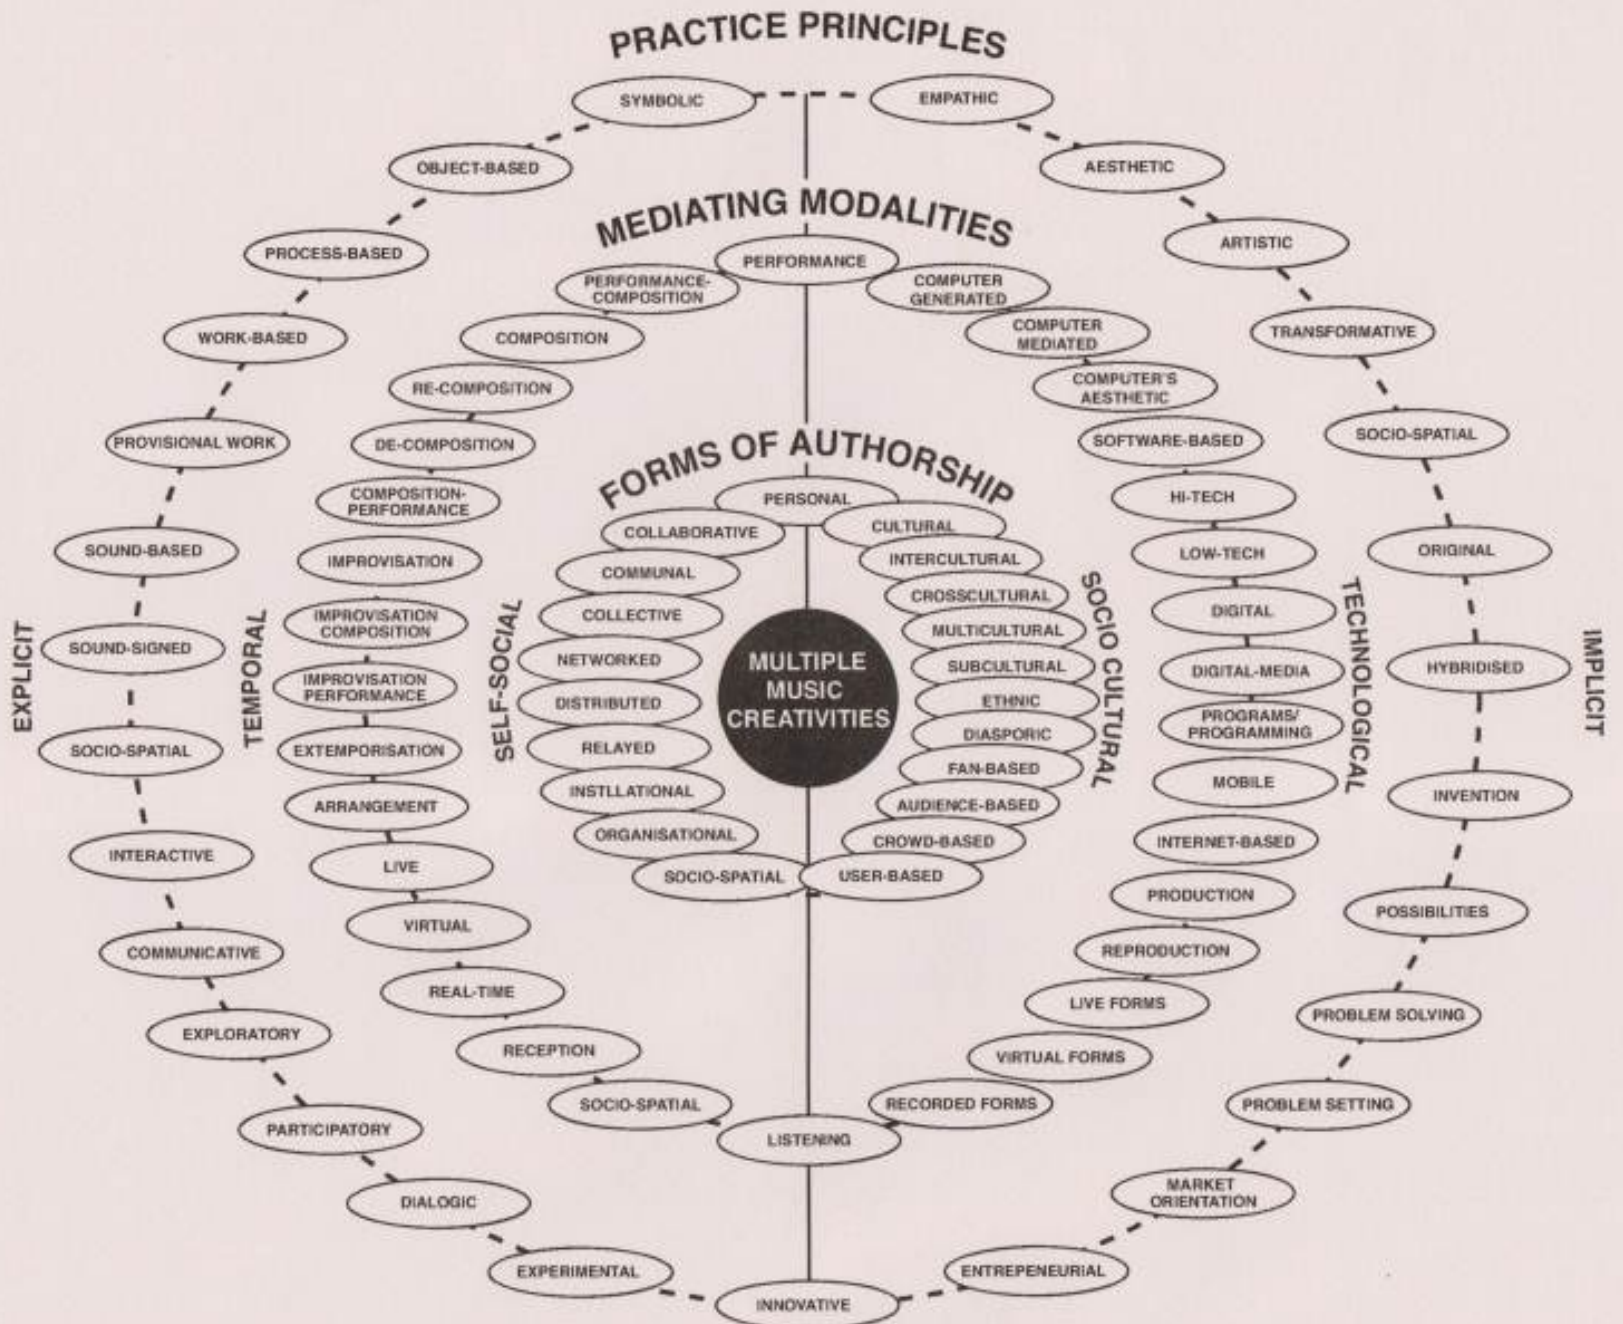 PRACTICE PRINCIPLES
SYMBOLIC
EMPATHIC
OBJECT-BASED
AESTHETIC
PROCESS-BASED
ARTISTIC
WORK-BASED
TRANSFORMATIVE
PROVISIONAL WORK
SOCIO-SPATIAL
SOUND-BASED
ORIGINAL
SOUND-SIGNED
HYBRIDISED
SOCIO-SPATIAL
INVENTION
INTERACTIVE
POSSIBILITIES
COMMUNICATIVE
PROBLEM SOLVING
EXPLORATORY
PROBLEM SETTING
PARTICIPATORY
MARKET
ORIENTATION
DIALOGIC
ENTREPENEURIAL
EXPERIMENTAL
INNOVATIVE
EXPLICIT
IMPLICIT
MEDIATING MODALITIES
PERFORMANCE
PERFORMANCE-
COMPOSITION
COMPUTER
GENERATED
COMPOSITION
COMPUTER
MEDIATED
RE-COMPOSITION
COMPUTER'S
AESTHETIC
DE-COMPOSITION
SOFTWARE-BASED
COMPOSITION-
PERFORMANCE
HI-TECH
IMPROVISATION
LOW-TECH
IMPROVISATION
COMPOSITION
DIGITAL
IMPROVISATION
PERFORMANCE
DIGITAL-MEDIA
EXTEMPORISATION
PROGRAMS/
PROGRAMMING
ARRANGEMENT
MOBILE
LIVE
INTERNET-BASED
VIRTUAL
PRODUCTION
REAL-TIME
REPRODUCTION
RECEPTION
LIVE FORMS
SOCIO-SPATIAL
VIRTUAL FORMS
RECORDED FORMS
LISTENING
TEMPORAL
TECHNOLOGICAL
FORMS OF AUTHORSHIP
PERSONAL
COLLABORATIVE
CULTURAL
COMMUNAL
INTERCULTURAL
COLLECTIVE
CROSSCULTURAL
NETWORKED
MULTICULTURAL
DISTRIBUTED
SUBCULTURAL
RELAYED
ETHNIC
INSTLLATIONAL
DIASPORIC
ORGANISATIONAL
FAN-BASED
SOCIO-SPATIAL
AUDIENCE-BASED
CROWD-BASED
USER-BASED
SELF-SOCIAL
SOCIO CULTURAL
MULTIPLE
MUSIC
CREATIVITIES